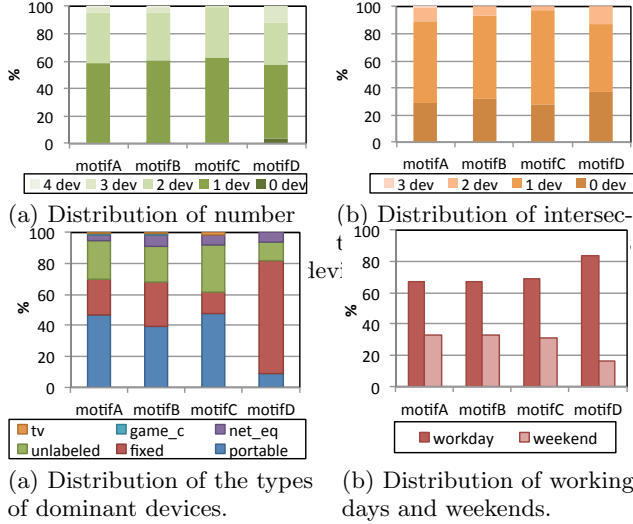 100
80
60
40
20
0
%
motifA motifB motifC motifD
4 dev 3 dev 2 dev 1 dev 0 dev
(a) Distribution of number
100
80
60
40
20
0
%
motifA motifB motifC motifD
3 dev 2 dev 1 dev 0 dev
(b) Distribution of intersec-
t
devi
100
80
60
40
20
0
%
motifA motifB motifC motifD
tv game_c net_eq
unlabeled fixed portable
(a) Distribution of the types
of dominant devices.
100
80
60
40
20
0
%
motifA motifB motifC motifD
workday weekend
(b) Distribution of working
days and weekends.